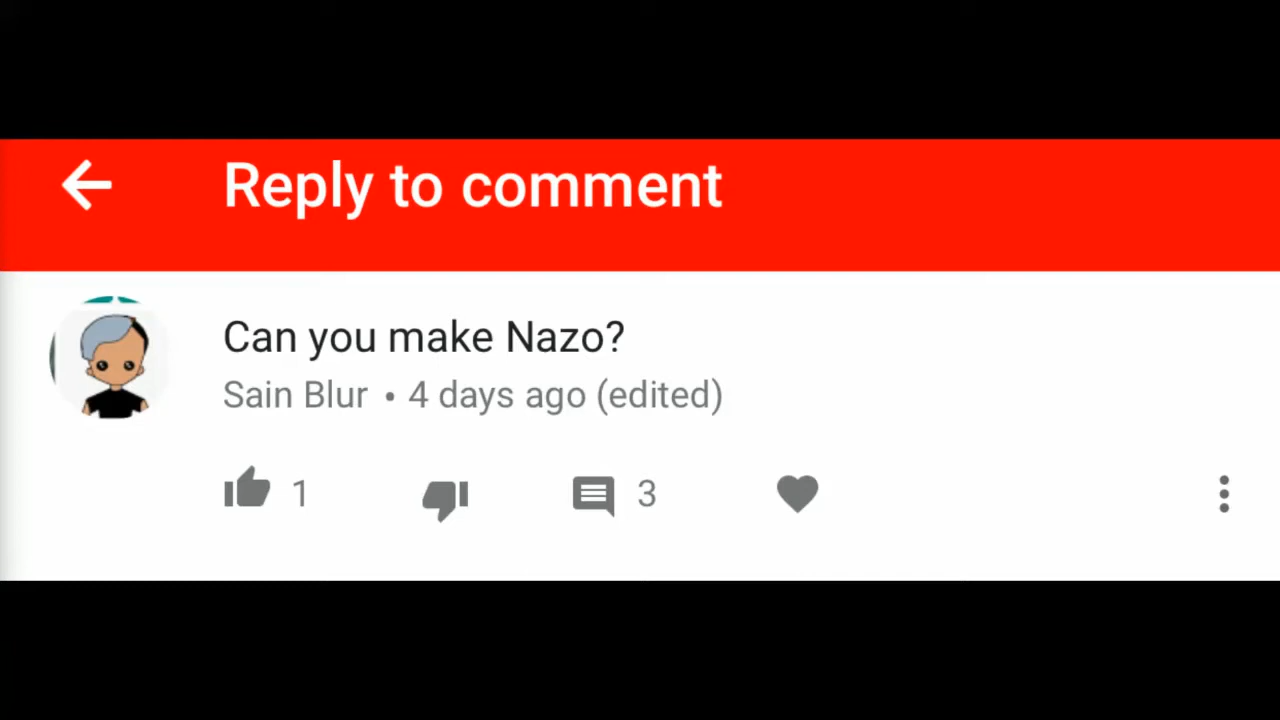 Reply to comment
Can you make Nazo?
Sain Blur • 4 days ago (edited)
1 3